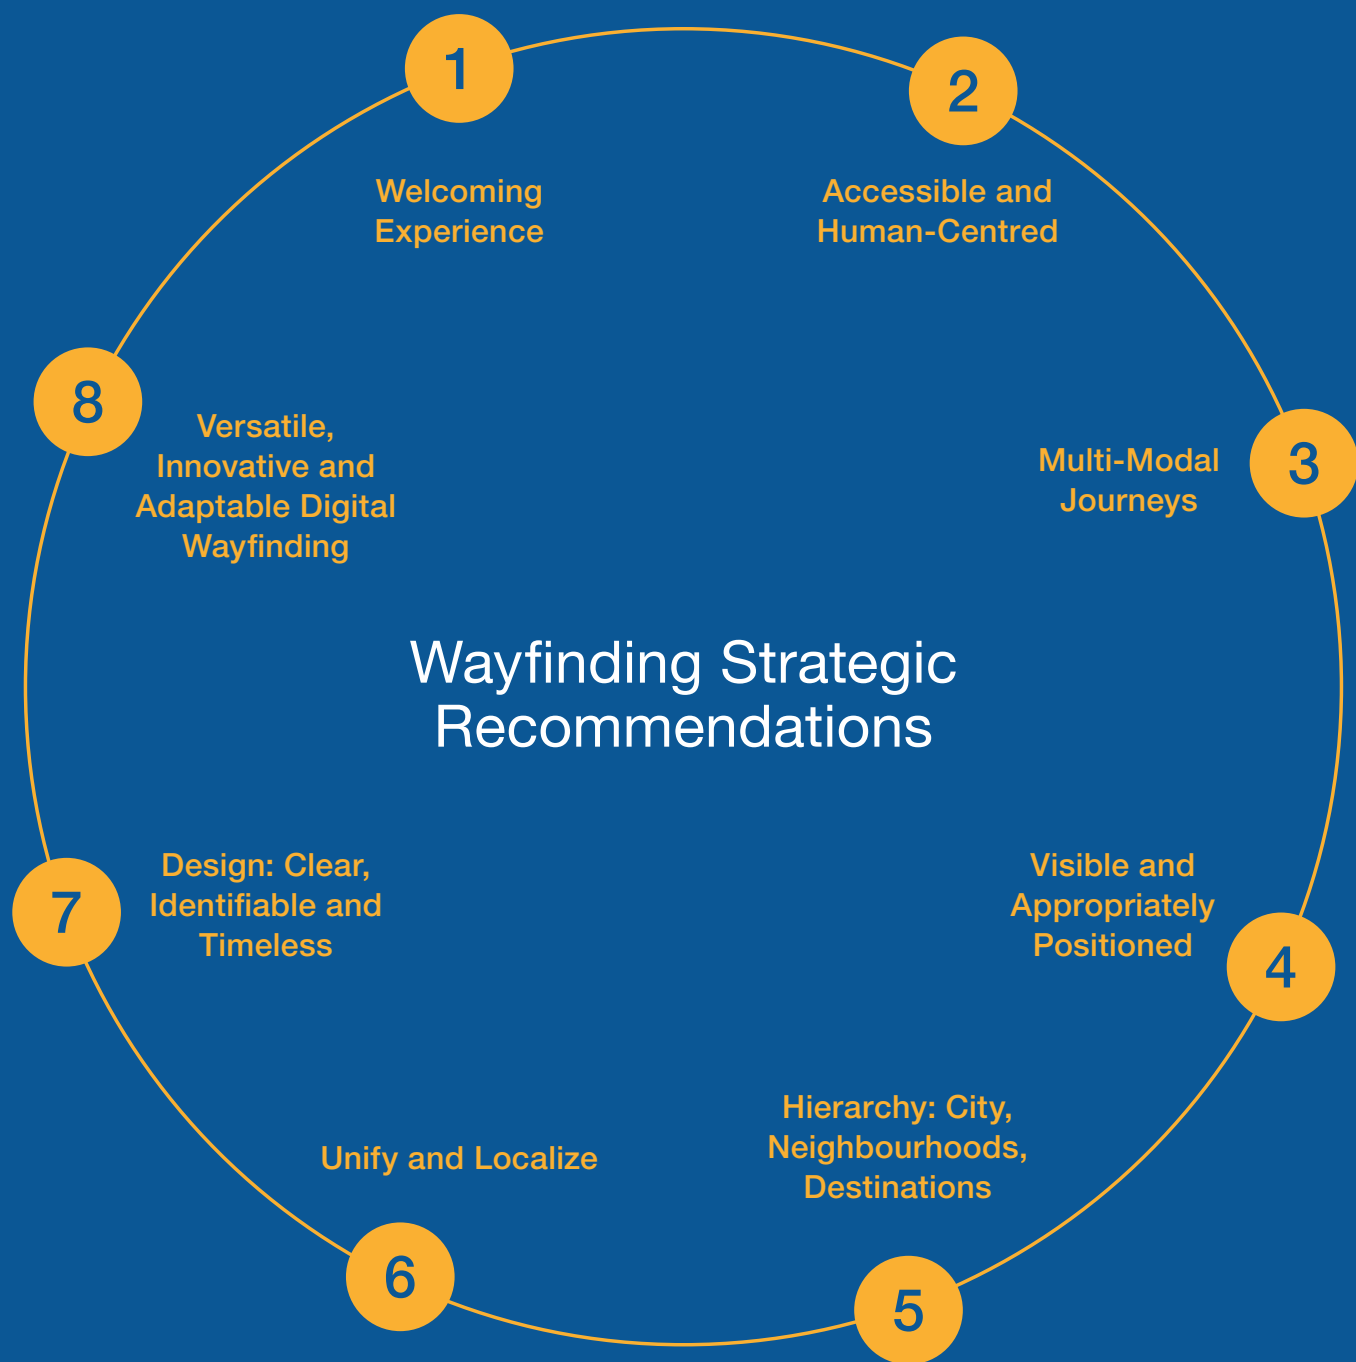 1
Welcoming
Experience
2
Accessible and
Human-Centred
3
Multi-Modal
Journeys
4
Visible and
Appropriately
Positioned
5
Hierarchy: City,
Neighbourhoods,
Destinations
6
Unify and Localize
7
Design: Clear,
Identifiable and
Timeless
8
Versatile,
Innovative and
Adaptable Digital
Wayfinding
Wayfinding Strategic
Recommendations